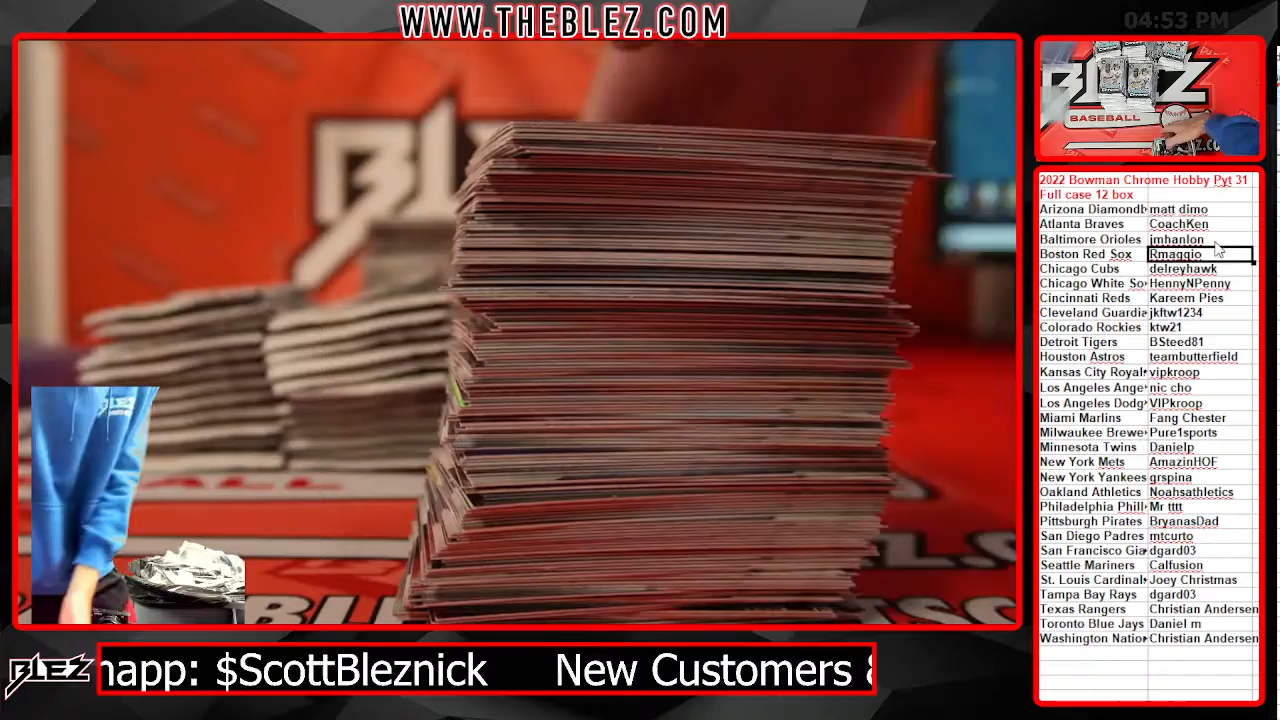 WWW.THEBLEZ.COM
04:53 PM
BLEZ
BASEBALL
2022 Bowman Chrome Hobby Pyt 31
Full case 12 box
Arizona Diamondb matt dimo
Atlanta Braves CoachKen
Baltimore Orioles jmhanlon
Boston Red Sox Rmaggio
Chicago Cubs delreyhawk
Chicago White So HennyNPenny
Cincinnati Reds Kareem Pies
Cleveland Guardia jkftw1234
Colorado Rockies ktw21
Detroit Tigers BSteed81
Houston Astros teambutterfield
Kansas City Royal vipkroop
Los Angeles Ange nic cho
Los Angeles Dodg VIPkroop
Miami Marlins Fang Chester
Milwaukee Brewe Pure1sports
Minnesota Twins Danielp
New York Mets AmazinHOF
New York Yankees grspina
Oakland Athletics Noahsathletics
Philadelphia Phill Mr tttt
Pittsburgh Pirates BryanasDad
San Diego Padres mtcurto
San Francisco Gia dgard03
Seattle Mariners Calfusion
St. Louis Cardinal Joey Christmas
Tampa Bay Rays dgard03
Texas Rangers Christian Andersen
Toronto Blue Jays Daniel m
Washington Natio Christian Andersen
BLEZ
happ: $ScottBleznick New Customers &